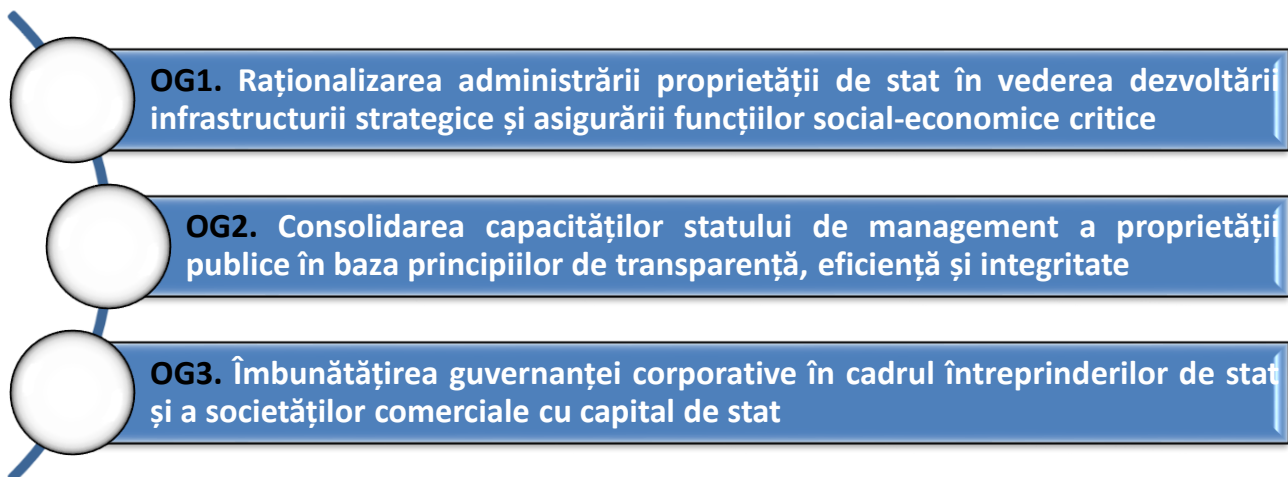 OG1. Raționalizarea administrării proprietății de stat în vederea dezvoltării
infrastructurii strategice și asigurării funcțiilor social-economice critice
OG2. Consolidarea capacităților statului de management a proprietății
publice în baza principiilor de transparență, eficiență și integritate
OG3. Îmbunătățirea guvernanței corporative în cadrul întreprinderilor de stat
și a societăților comerciale cu capital de stat